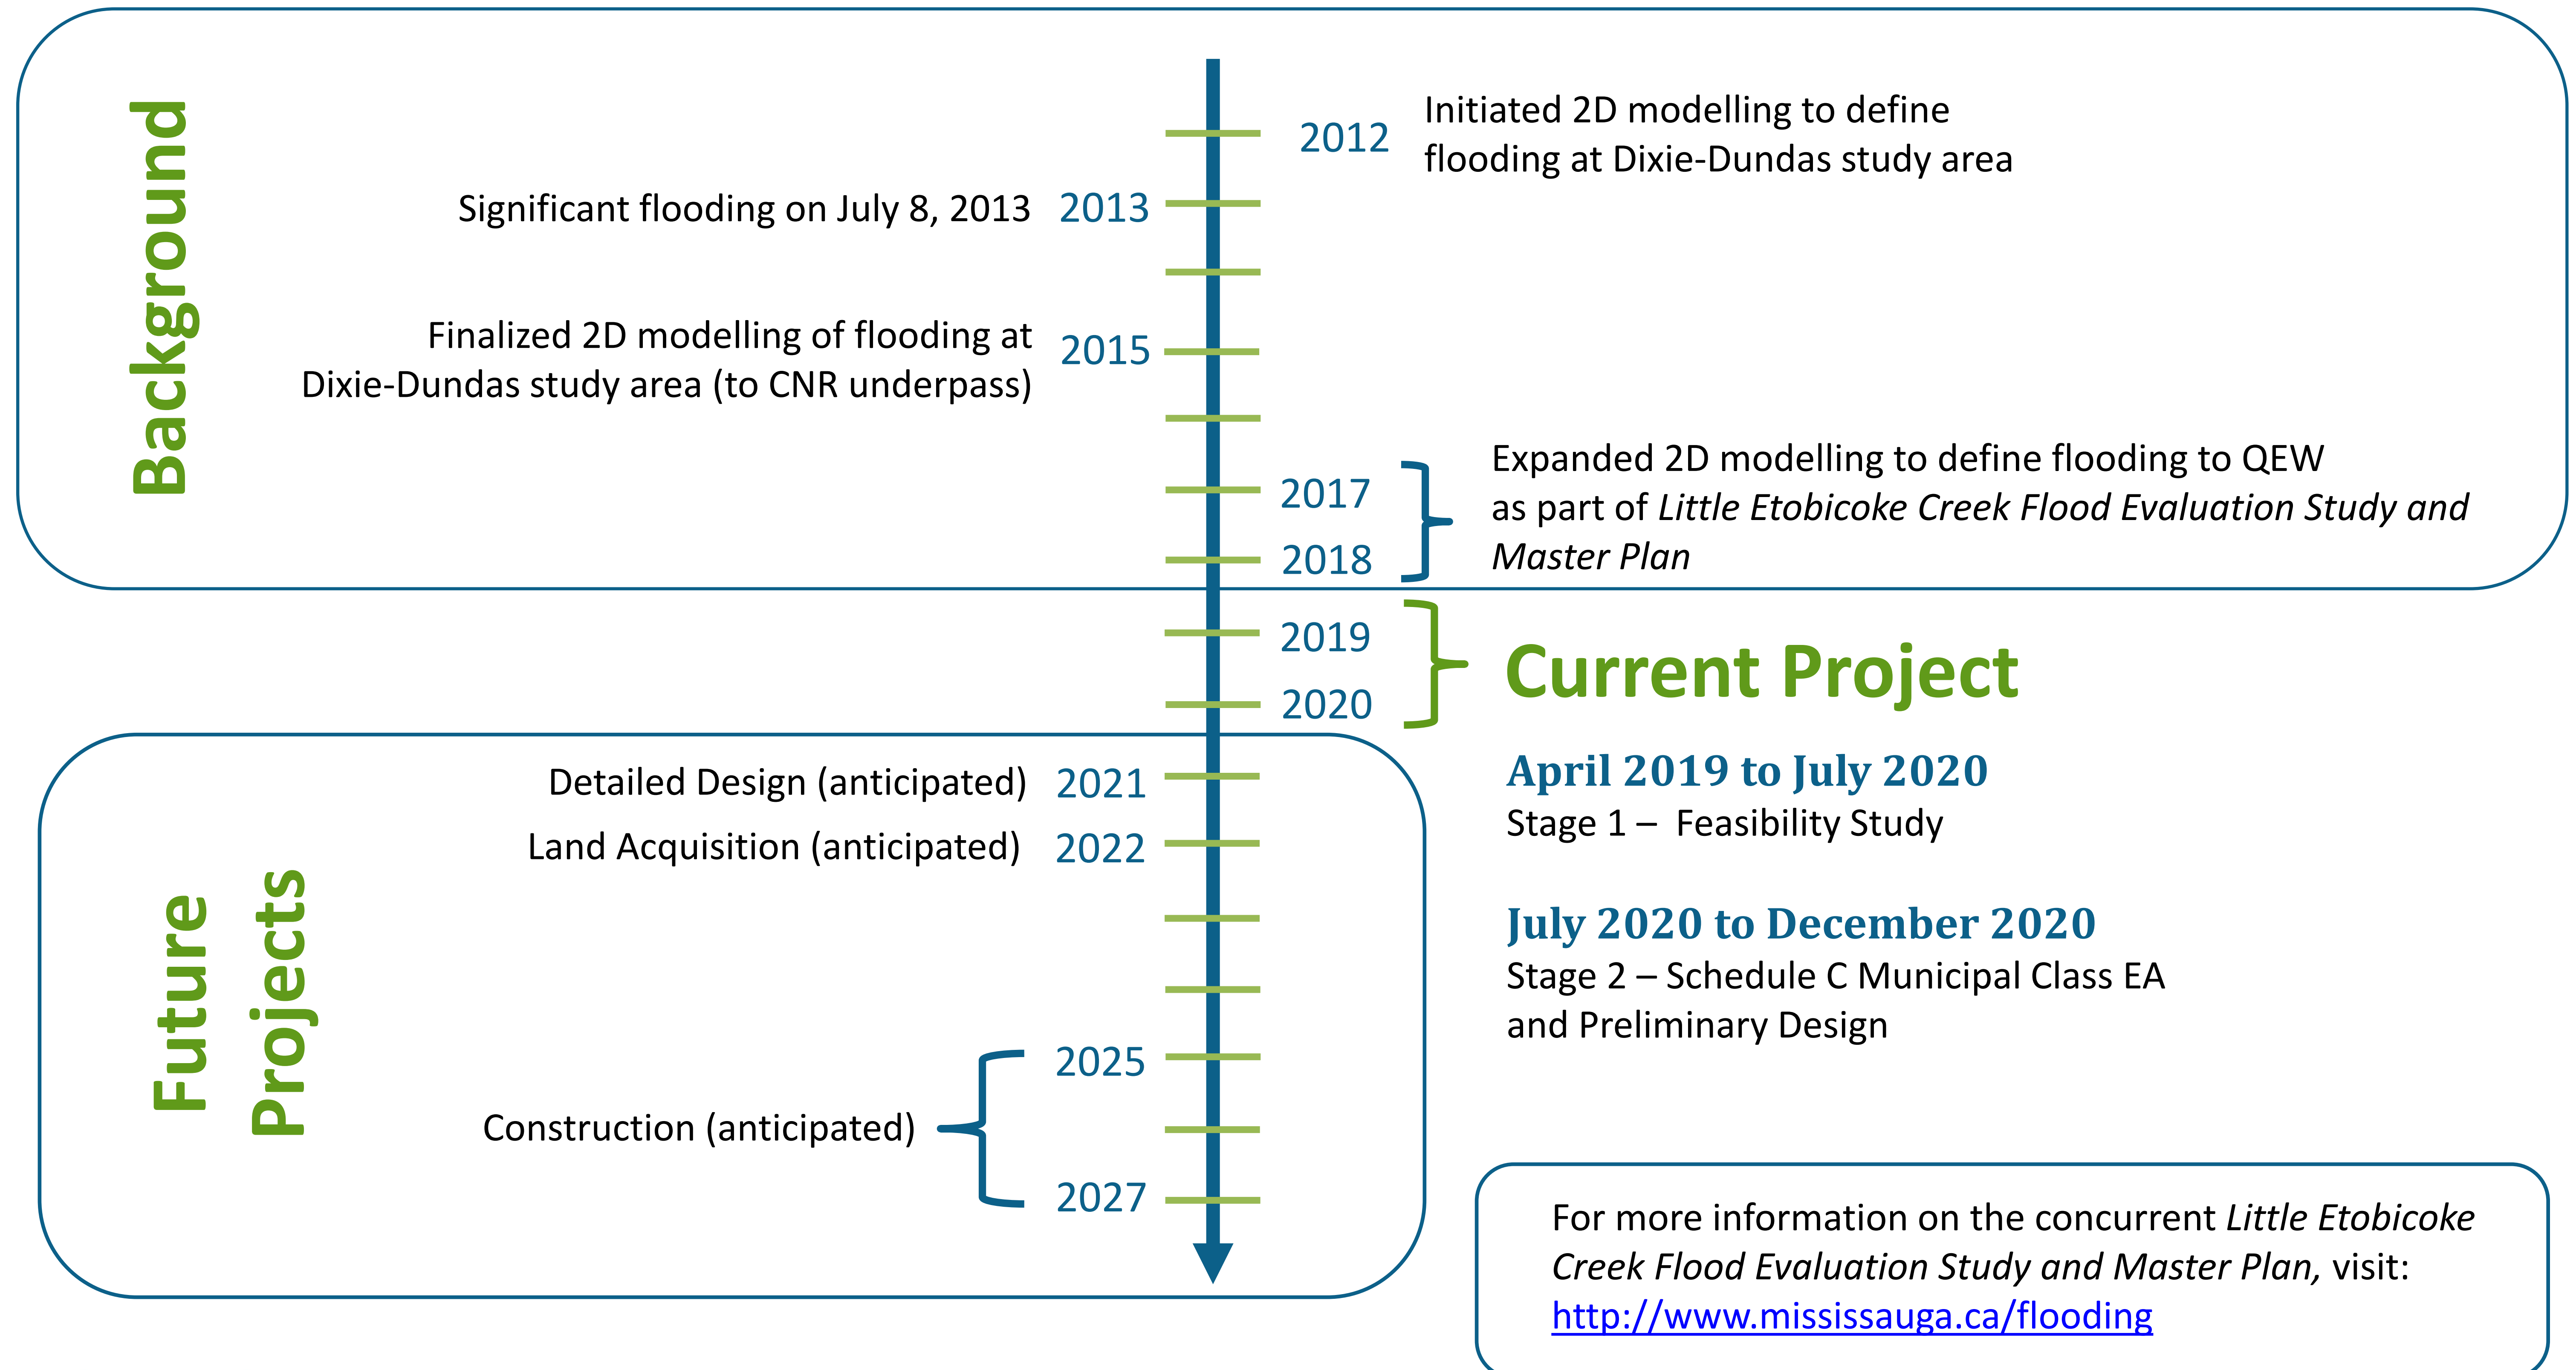 Background
2012
Initiated 2D modelling to define
flooding at Dixie-Dundas study area
Significant flooding on July 8, 2013
2013
Finalized 2D modelling of flooding at
Dixie-Dundas study area (to CNR underpass)
2015
2017
2018
Expanded 2D modelling to define flooding to QEW
as part of Little Etobicoke Creek Flood Evaluation Study and
Master Plan
2019
2020
Current Project
April 2019 to July 2020
Stage 1 – Feasibility Study
July 2020 to December 2020
Stage 2 – Schedule C Municipal Class EA
and Preliminary Design
Future
Projects
Detailed Design (anticipated) 2021
Land Acquisition (anticipated) 2022
Construction (anticipated)
2025
2027
For more information on the concurrent Little Etobicoke
Creek Flood Evaluation Study and Master Plan, visit:
http://www.mississauga.ca/flooding